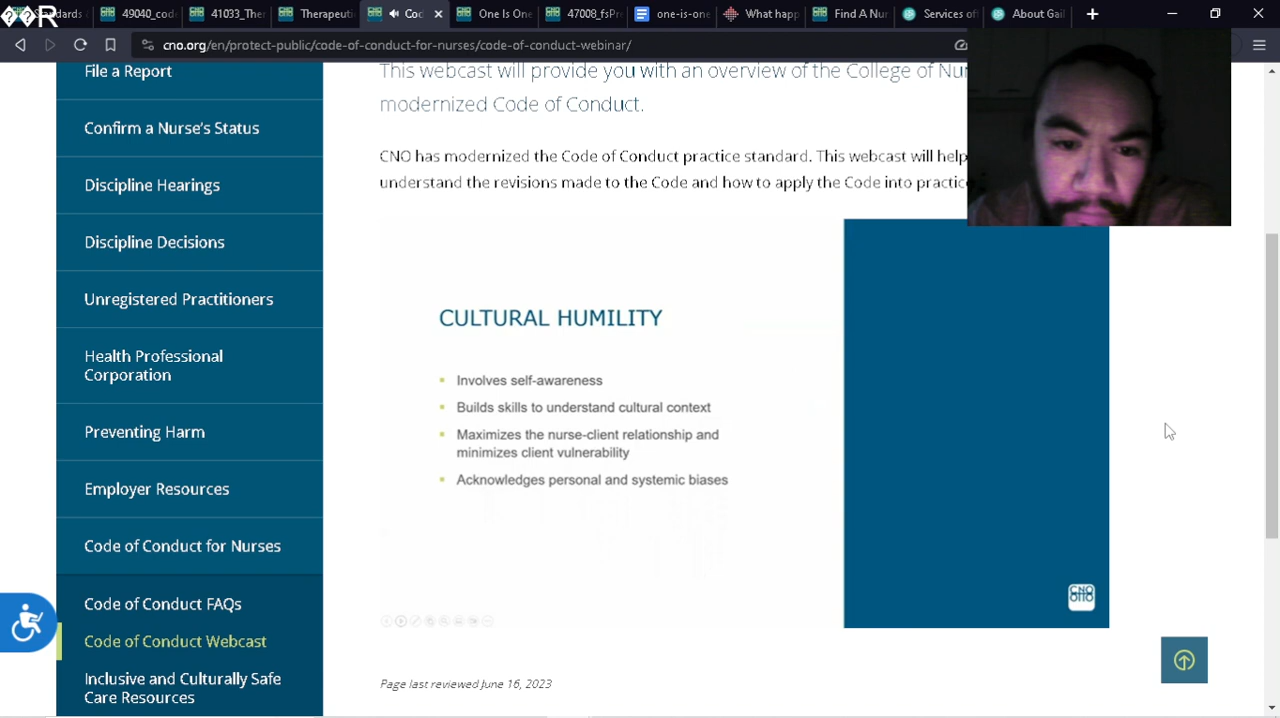 R
Standards
49040_cod
41033_The
Therapeuti
Cod
One Is One
47008_fsPr
one-is-one
What happ
Find A Nur
Services of
About Gail
cno.org/en/protect-public/code-of-conduct-for-nurses/code-of-conduct-webinar/
File a Report
Confirm a Nurse's Status
Discipline Hearings
Discipline Decisions
Unregistered Practitioners
Health Professional
Corporation
Preventing Harm
Employer Resources
Code of Conduct for Nurses
Code of Conduct FAQs
Code of Conduct Webcast
Inclusive and Culturally Safe
Care Resources
This webcast will provide you with an overview of the College of Nu
modernized Code of Conduct.
CNO has modernized the Code of Conduct practice standard. This webcast will help
understand the revisions made to the Code and how to apply the Code into practice
CULTURAL HUMILITY
Involves self-awareness
Builds skills to understand cultural context
Maximizes the nurse-client relationship and
minimizes client vulnerability
Acknowledges personal and systemic biases
CNO
OIIO
Page last reviewed June 16, 2023